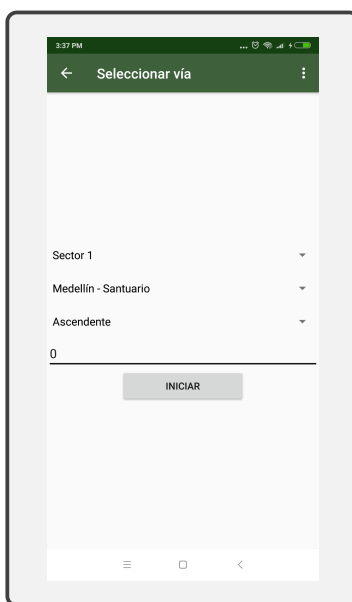 3:37 PM
...
Seleccionar vía
Sector 1
Medellín - Santuario
Ascendente
0
INICIAR